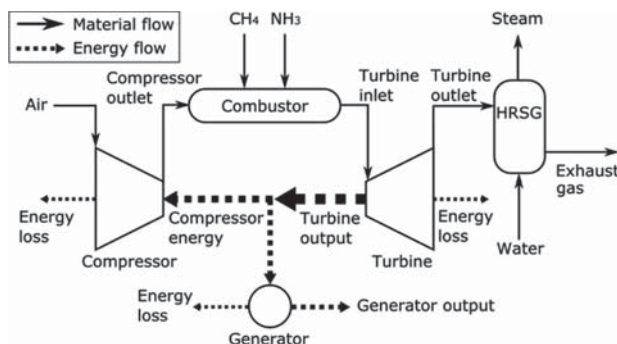 Material flow
Energy flow
CH₄ NH₃
Steam
Compressor
outlet
Turbine
inlet
Turbine
outlet
Air
Combustor
HRSG
Exhaust
gas
Energy
loss
Compressor
energy
Turbine
output
Energy
loss
Compressor
Turbine
Water
Energy
loss
Generator output
Generator